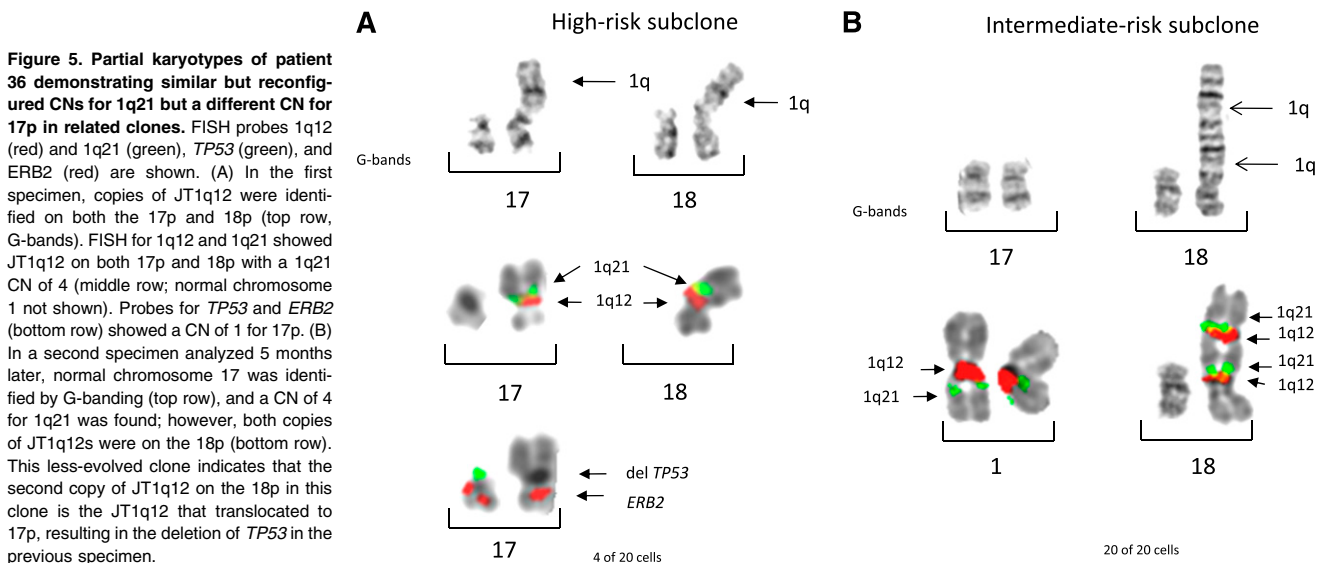 Figure 5. Partial karyotypes of patient
36 demonstrating similar but reconfig-
ured CNs for 1q21 but a different CN for
17p in related clones. FISH probes 1q12
(red) and 1q21 (green), TP53 (green), and
ERB2 (red) are shown. (A) In the first
specimen, copies of JT1q12 were identi-
fied on both the 17p and 18p (top row,
G-bands). FISH for 1q12 and 1q21 showed
JT1q12 on both 17p and 18p with a 1q21
CN of 4 (middle row; normal chromosome
1 not shown). Probes for TP53 and ERB2
(bottom row) showed a CN of 1 for 17p. (B)
In a second specimen analyzed 5 months
later, normal chromosome 17 was identi-
fied by G-banding (top row), and a CN of 4
for 1q21 was found; however, both copies
of JT1q12s were on the 18p (bottom row).
This less-evolved clone indicates that the
second copy of JT1q12 on the 18p in this
clone is the JT1q12 that translocated to
17p, resulting in the deletion of TP53 in the
previous specimen.
A
High-risk subclone
1q
1q
G-bands
17
18
1q21
1q12
17
18
del TP53
ERB2
17
4 of 20 cells
B
Intermediate-risk subclone
1q
1q
G-bands
17
18
1q12
1q21
1q21
1q12
1q21
1q12
1
18
20 of 20 cells